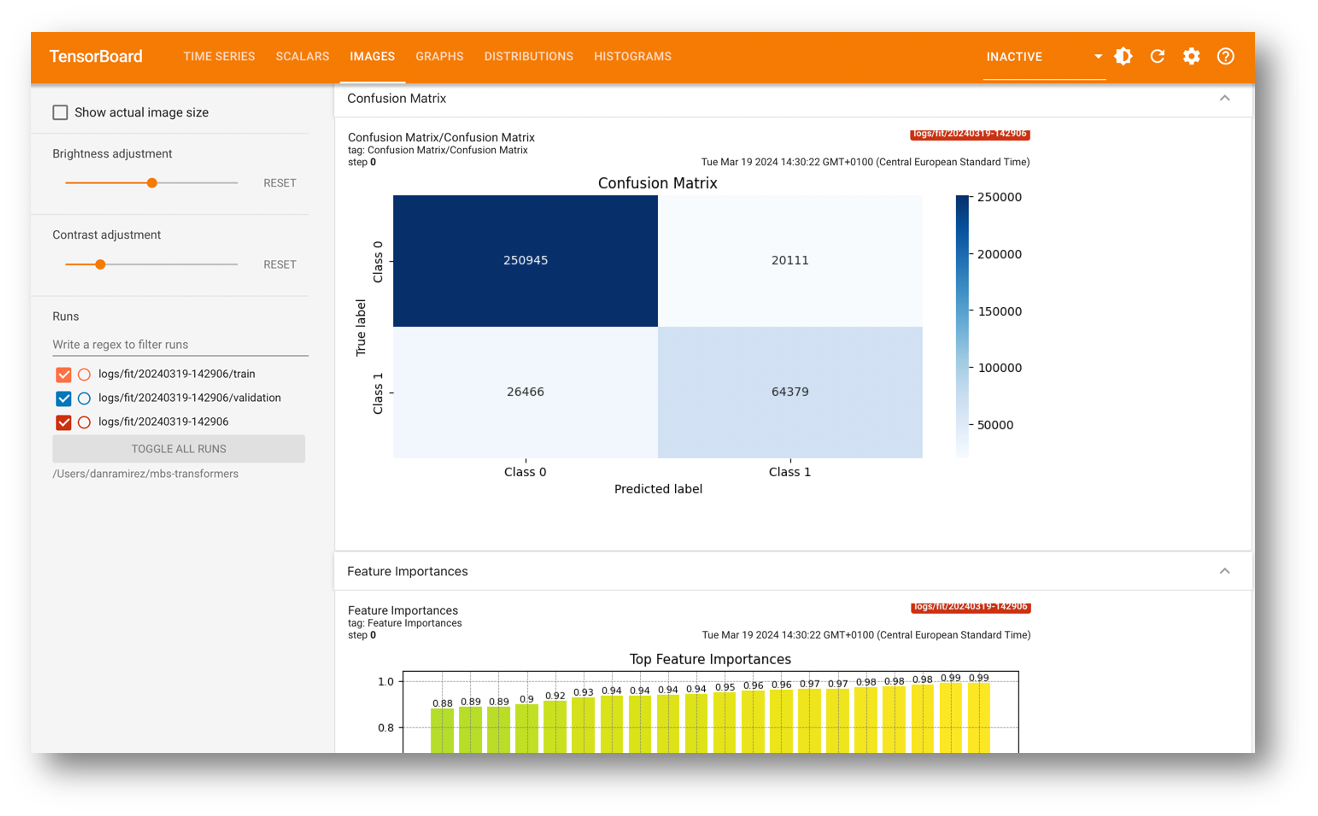 TensorBoard TIME SERIES SCALARS IMAGES GRAPHS DISTRIBUTIONS HISTOGRAMS INACTIVE
Show actual image size
Brightness adjustment
RESET
Contrast adjustment
RESET
Runs
Write a regex to filter runs
logs/fit/20240319-142906/train
logs/fit/20240319-142906/validation
logs/fit/20240319-142906
TOGGLE ALL RUNS
/Users/danramirez/mbs-transformers
Confusion Matrix
Confusion Matrix/Confusion Matrix
logs/fit/20240319-142906
tag: Confusion Matrix/Confusion Matrix
step 0
Tue Mar 19 2024 14:30:22 GMT+0100 (Central European Standard Time)
Confusion Matrix
True label
Class 0
Class 1
250945 20111
26466 64379
Class 0 Class 1
Predicted label
250000
200000
150000
100000
50000
Feature Importances
Feature Importances
logs/fit/20240319-142906
tag: Feature Importances
step 0
Tue Mar 19 2024 14:30:22 GMT+0100 (Central European Standard Time)
Top Feature Importances
1.0
0.8
0.88 0.89 0.89 0.9 0.92 0.93 0.94 0.94 0.94 0.94 0.95 0.96 0.96 0.97 0.97 0.98 0.98 0.98 0.99 0.99